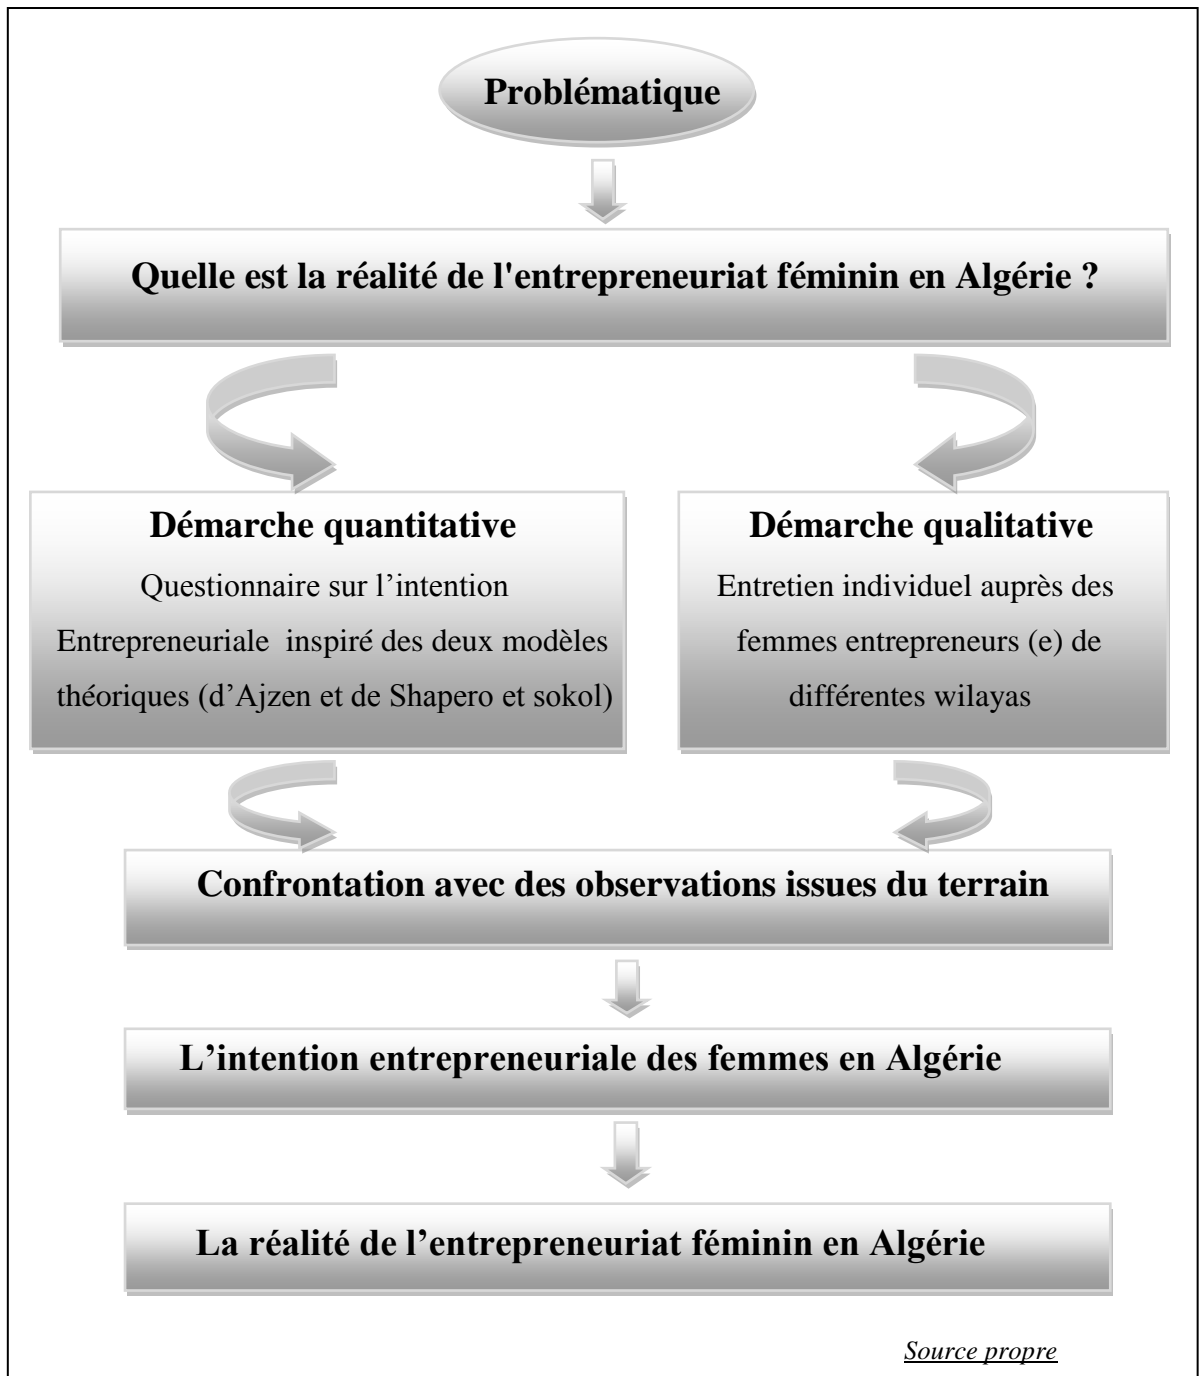 Problématique
Quelle est la réalité de l'entrepreneuriat féminin en Algérie ?
Démarche quantitative
Questionnaire sur l’intention
Entrepreneuriale inspiré des deux modèles
théoriques (d’Ajzen et de Shapero et sokol)
Démarche qualitative
Entretien individuel auprès des
femmes entrepreneurs (e) de
différentes wilayas
Confrontation avec des observations issues du terrain
L’intention entrepreneuriale des femmes en Algérie
La réalité de l’entrepreneuriat féminin en Algérie
Source propre